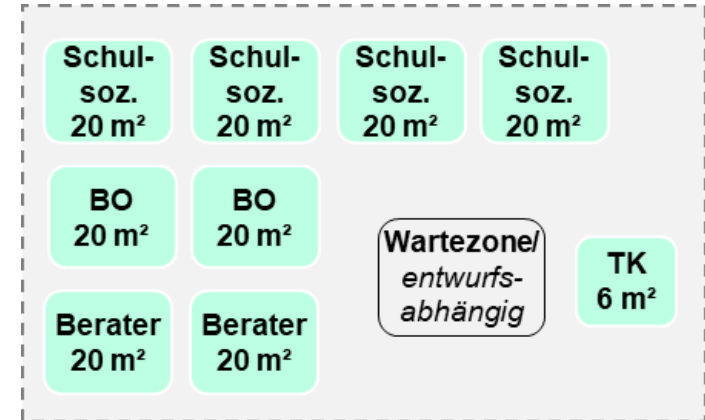 Schul-
soz.
20 m²
Schul-
soz.
20 m²
Schul-
soz.
20 m²
Schul-
soz.
20 m²
BO
20 m²
BO
20 m²
Wartezone/
entwurfs-
abhängig
TK
6 m²
Berater
20 m²
Berater
20 m²